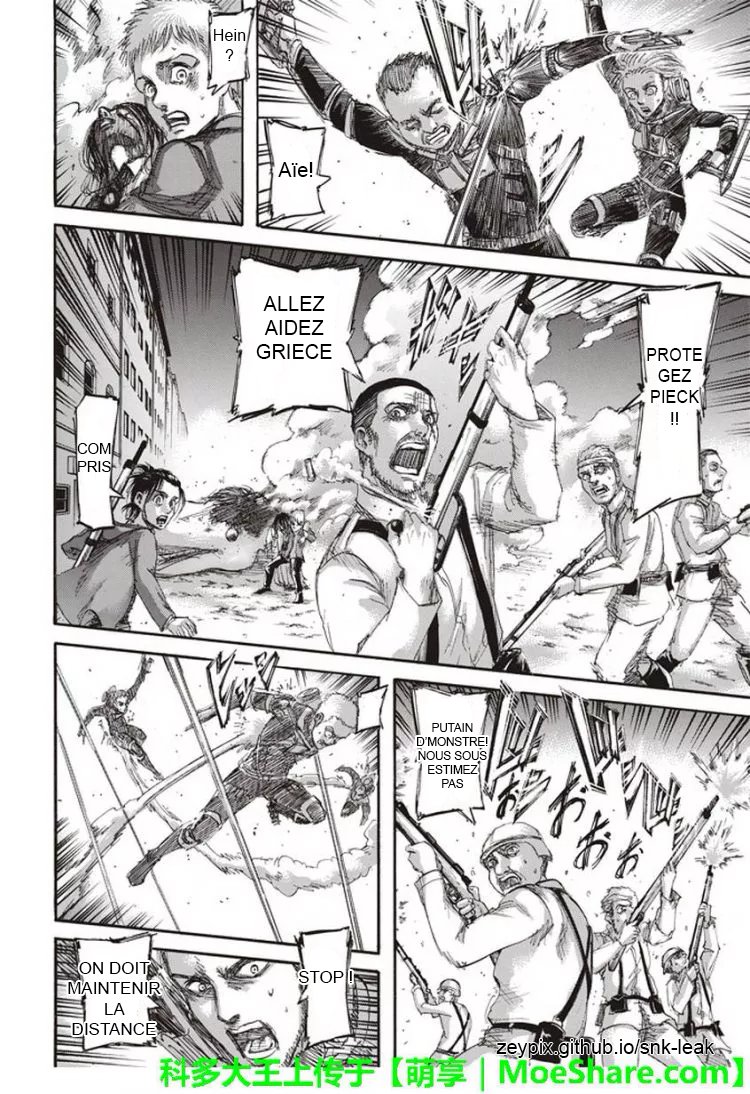 Hein
?
Aïe!
ALLEZ
AIDEZ
GRIECE
PROTE
GEZ
PIECK
!!
COM
PRIS
PUTAIN
D'MONSTRE!
NOUS SOUS
ESTIMEZ
PAS
ON DOIT
MAINTENIR
LA
DISTANCE
STOP !
zeypix.github.io/snk-leak
科多大王上传于【萌享｜MoeShare.com】